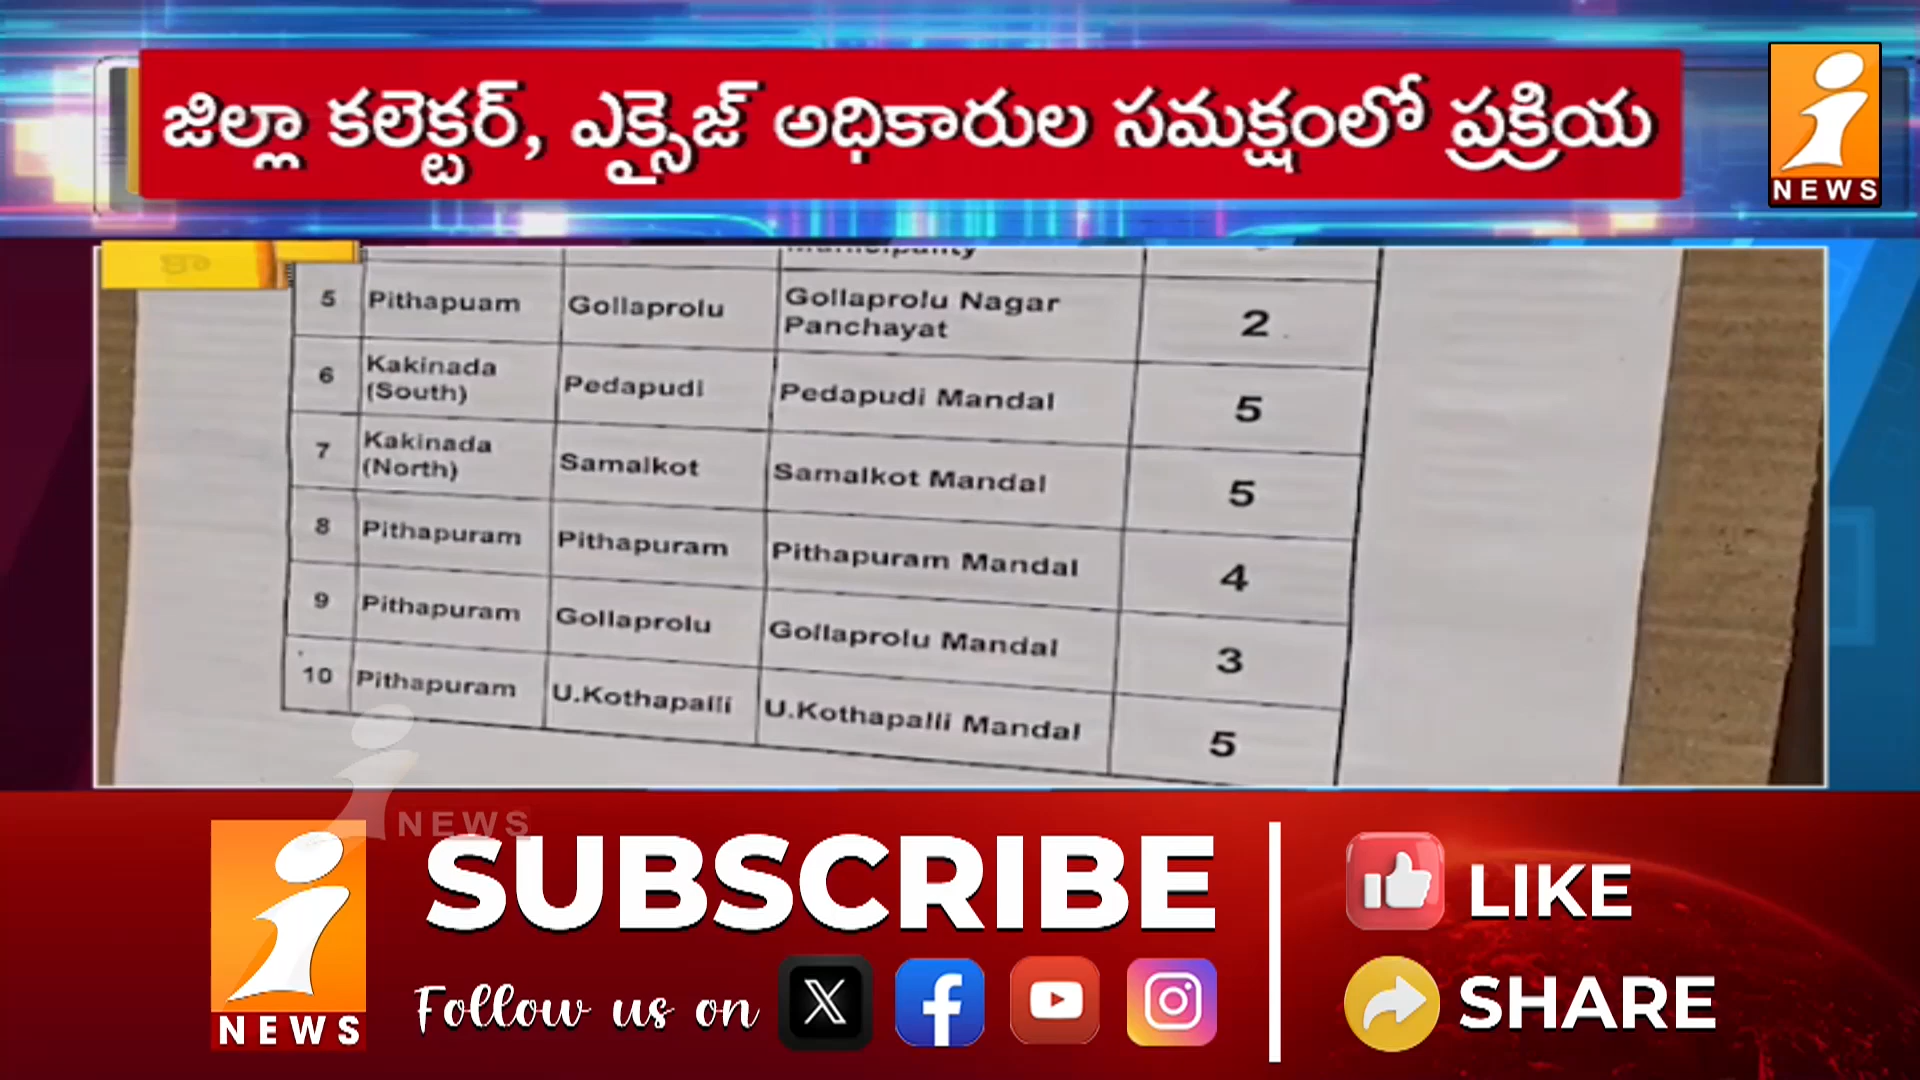 జిల్లా కలెక్టర్, ఎక్సైజ్ అధికారుల సమక్షంలో ప్రక్రియ
NEWS
Municipality
5 Pithapuam Gollaprolu Gollaprolu Nagar Panchayat 2
6 Kakinada (South) Pedapudi Pedapudi Mandal 5
7 Kakinada (North) Samalkot Samalkot Mandal 5
8 Pithapuram Pithapuram Pithapuram Mandal 4
9 Pithapuram Gollaprolu Gollaprolu Mandal 3
10 Pithapuram U.Kothapalli U.Kothapalli Mandal 5
NEWS
SUBSCRIBE
LIKE
Follow us on
SHARE
NEWS